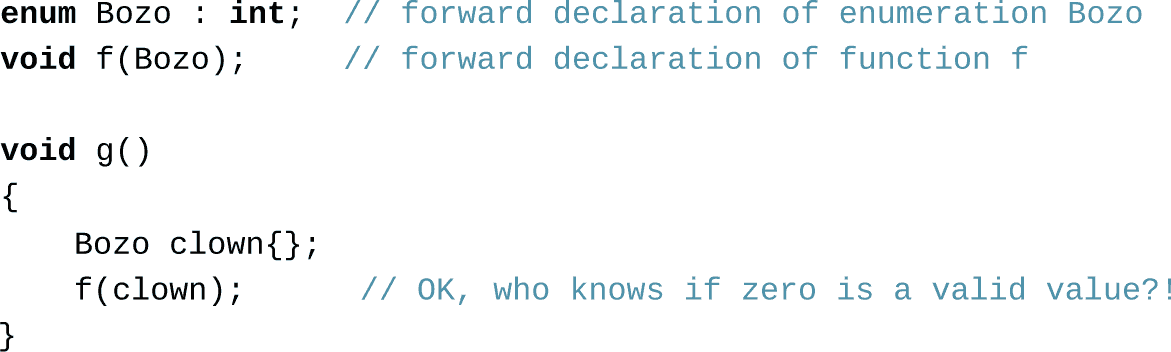 enum Bozo : int;  // forward declaration of enumeration Bozo
void f(Bozo);     // forward declaration of function f

void g()
{
    Bozo clown{};
    f(clown);      // OK, who knows if zero is a valid value?!
}